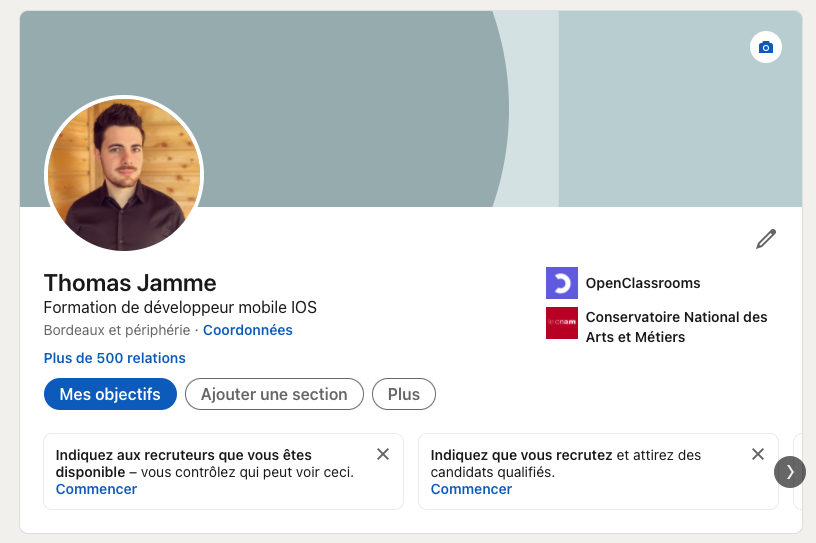 Thomas Jamme
Formation de développeur mobile IOS
Bordeaux et périphérie · Coordonnées
Plus de 500 relations
OpenClassrooms
le cnam
Conservatoire National des
Arts et Métiers
Mes objectifs
Ajouter une section
Plus
Indiquez aux recruteurs que vous êtes
disponible – vous contrôlez qui peut voir ceci.
Commencer
Indiquez que vous recrutez et attirez des
candidats qualifiés.
Commencer